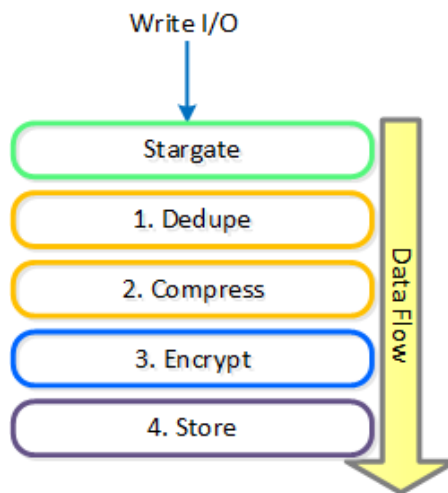 Write I/O
Stargate
1. Dedupe
2. Compress
3. Encrypt
4. Store
Data Flow